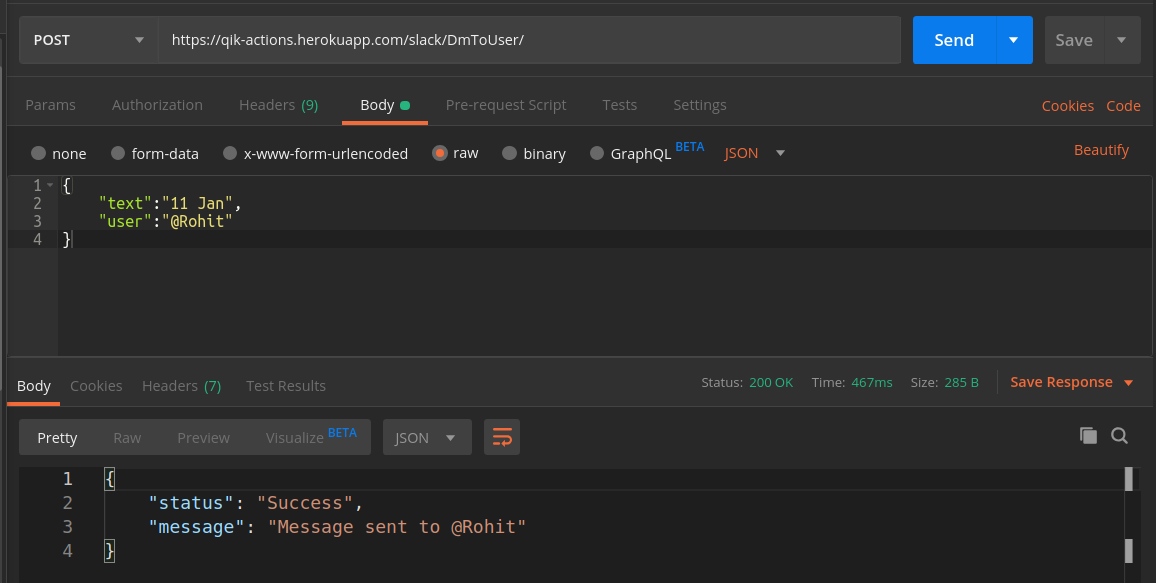 POST https://qik-actions.herokuapp.com/slack/DmToUser/ Send Save
Params Authorization Headers (9) Body Pre-request Script Tests Settings Cookies Code
none form-data x-www-form-urlencoded raw binary GraphQL BETA JSON Beautify
1 {
2 "text":"11 Jan",
3 "user":"@Rohit"
4 }
Body Cookies Headers (7) Test Results Status: 200 OK Time: 467ms Size: 285 B Save Response
Pretty Raw Preview Visualize BETA JSON
1 {
2 "status": "Success",
3 "message": "Message sent to @Rohit"
4 }